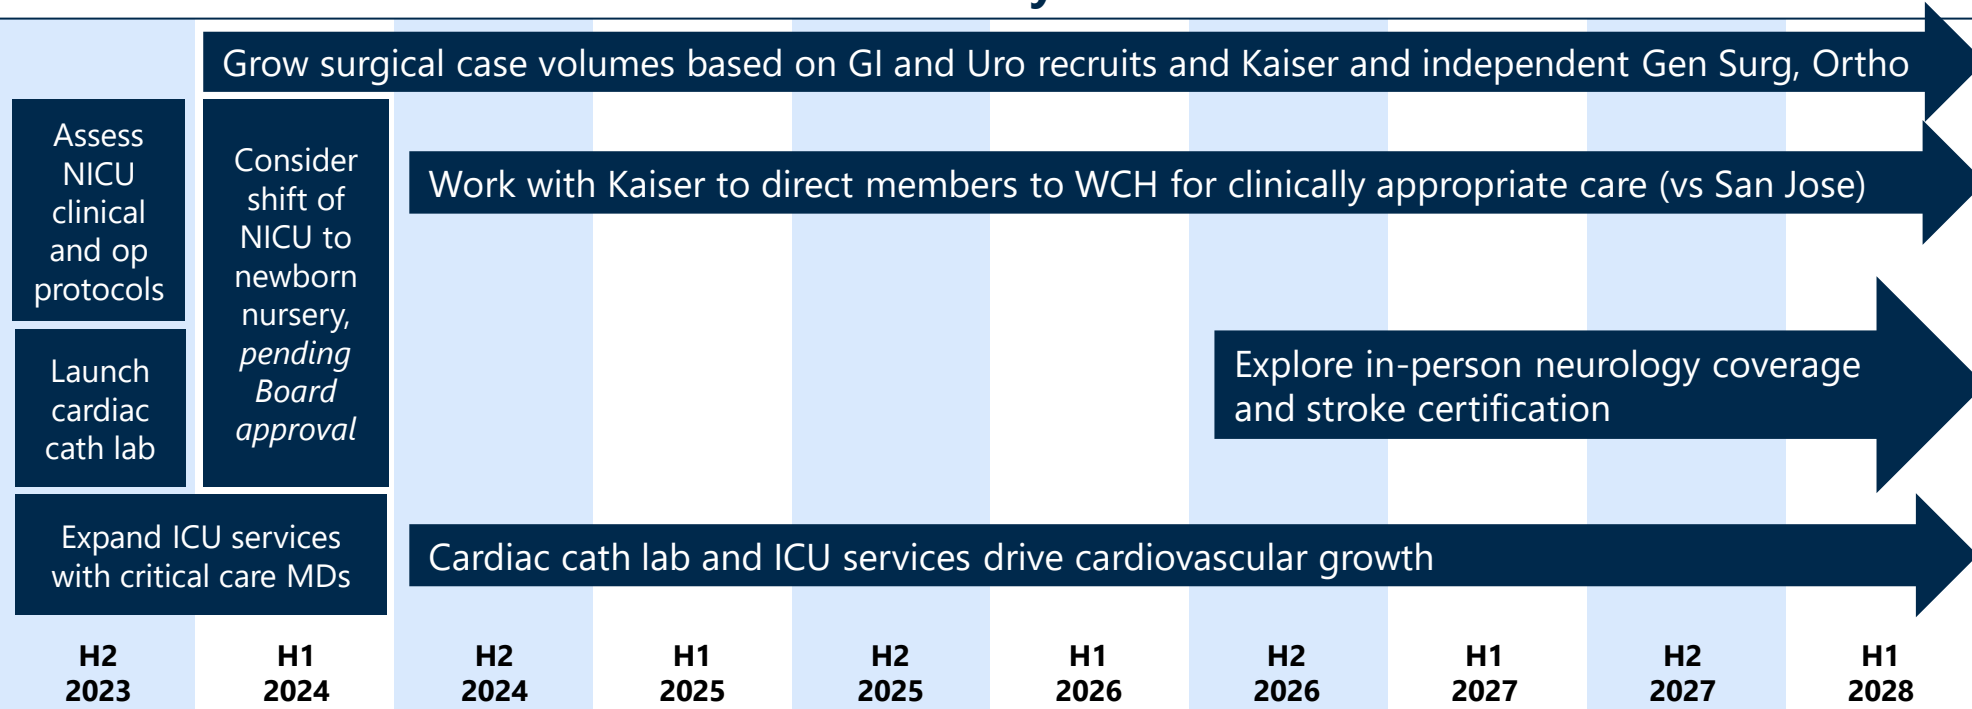 Grow surgical case volumes based on GI and Uro recruits and Kaiser and independent Gen Surg, Ortho
Assess
NICU
clinical
and op
protocols
Consider
shift of
NICU to
newborn
nursery,
pending
Board
approval
Work with Kaiser to direct members to WCH for clinically appropriate care (vs San Jose)
Launch
cardiac
cath lab
Explore in-person neurology coverage
and stroke certification
Expand ICU services
with critical care MDs
Cardiac cath lab and ICU services drive cardiovascular growth
H2
2023
H1
2024
H2
2024
H1
2025
H2
2025
H1
2026
H2
2026
H1
2027
H2
2027
H1
2028